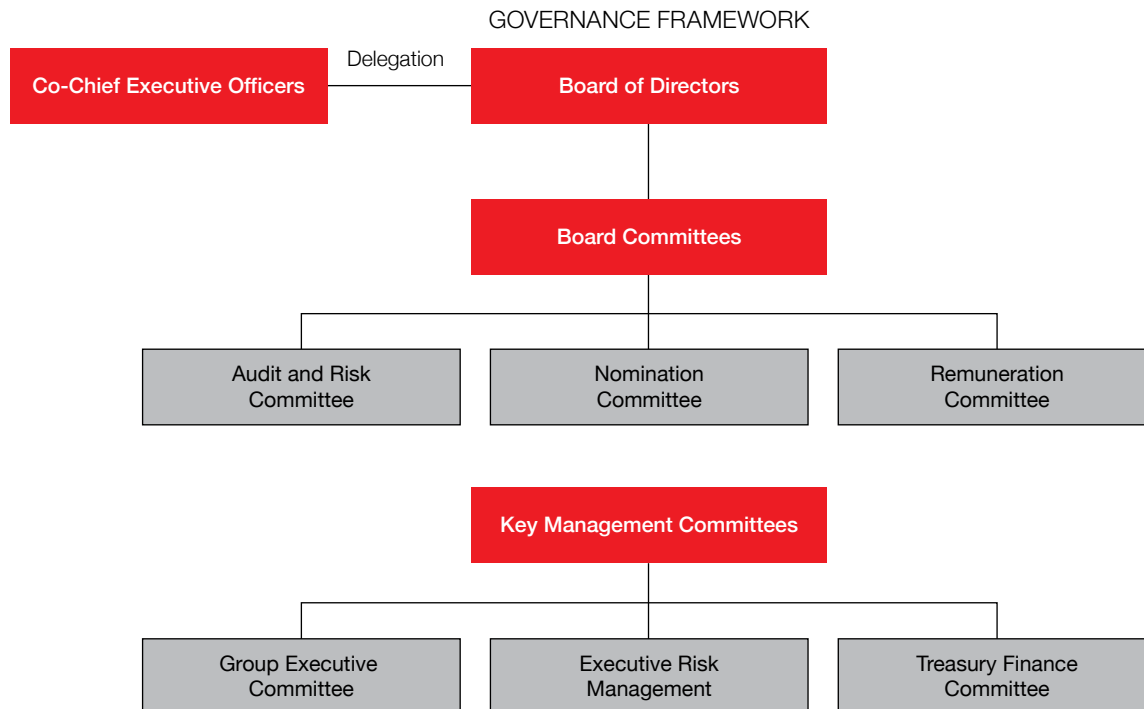 GOVERNANCE FRAMEWORK
Co-Chief Executive Officers
Delegation
Board of Directors
Board Committees
Audit and Risk
Committee
Nomination
Committee
Remuneration
Committee
Key Management Committees
Group Executive
Committee
Executive Risk
Management
Treasury Finance
Committee